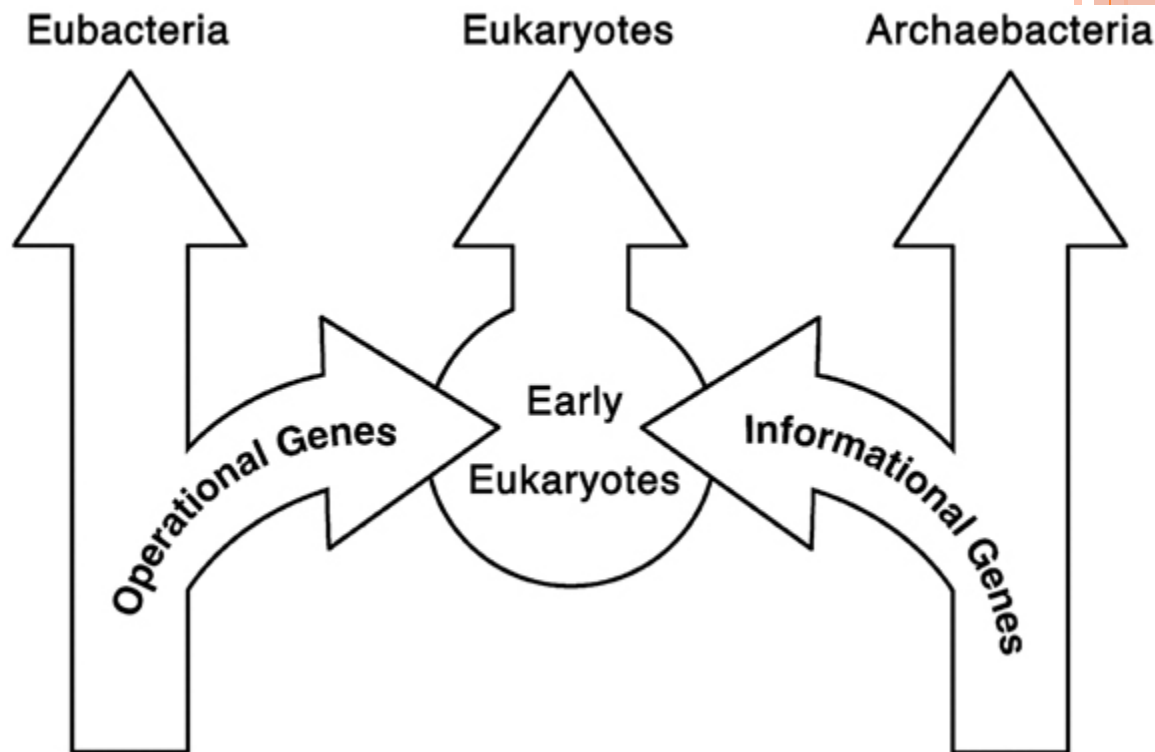 Eubacteria
Eukaryotes
Archaebacteria
Operational Genes
Early
Eukaryotes
Informational Genes